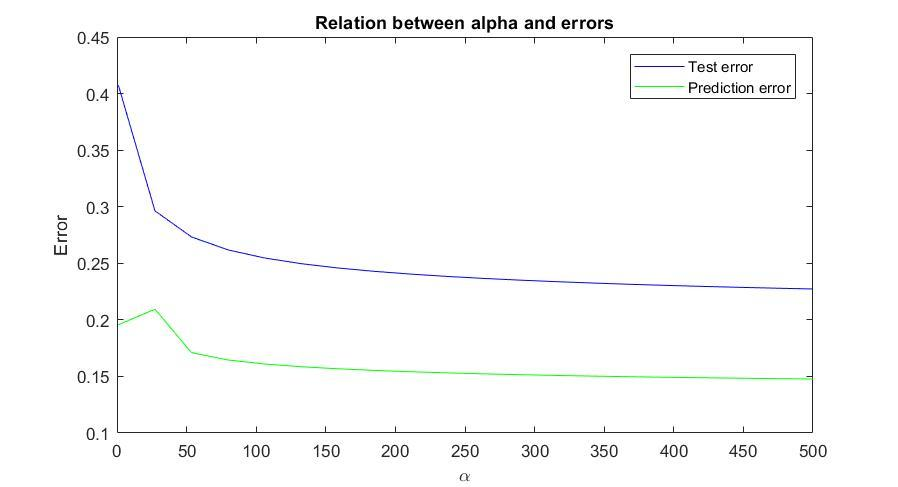 Relation between alpha and errors
0.45
0.4
0.35
0.3
0.25
0.2
0.15
0.1
Error
Test error
Prediction error
0 50 100 150 200 250 300 350 400 450 500
α